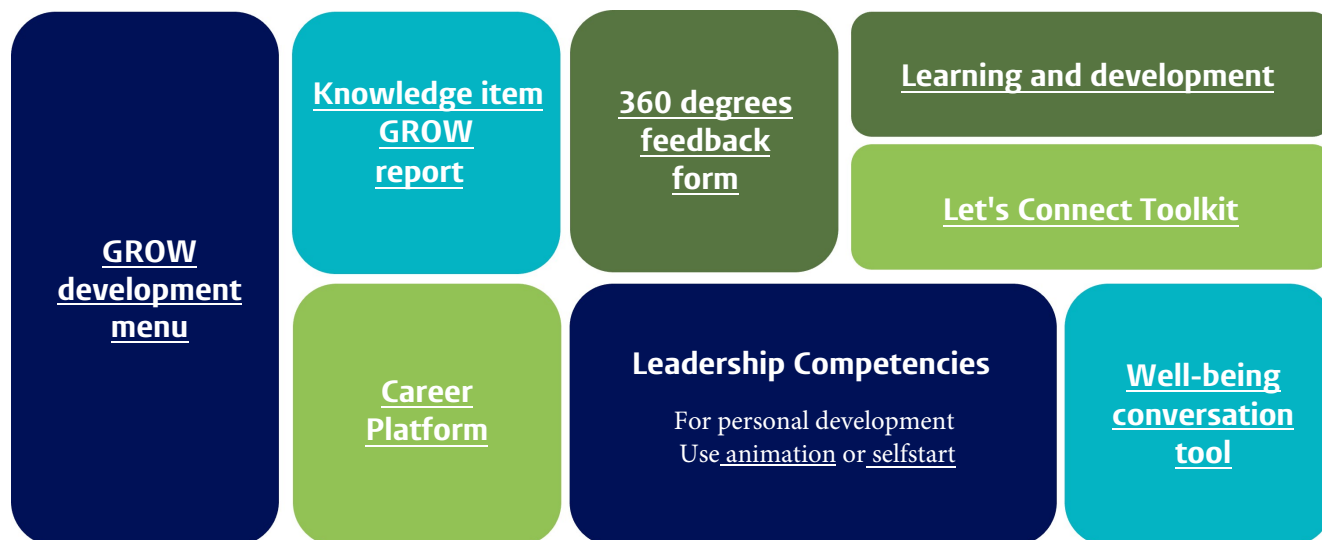 GROW
development
menu
Knowledge item
GROW
report
360 degrees
feedback
form
Learning and development
Let's Connect Toolkit
Career
Platform
Leadership Competencies
For personal development
Use animation or selfstart
Well-being
conversation
tool